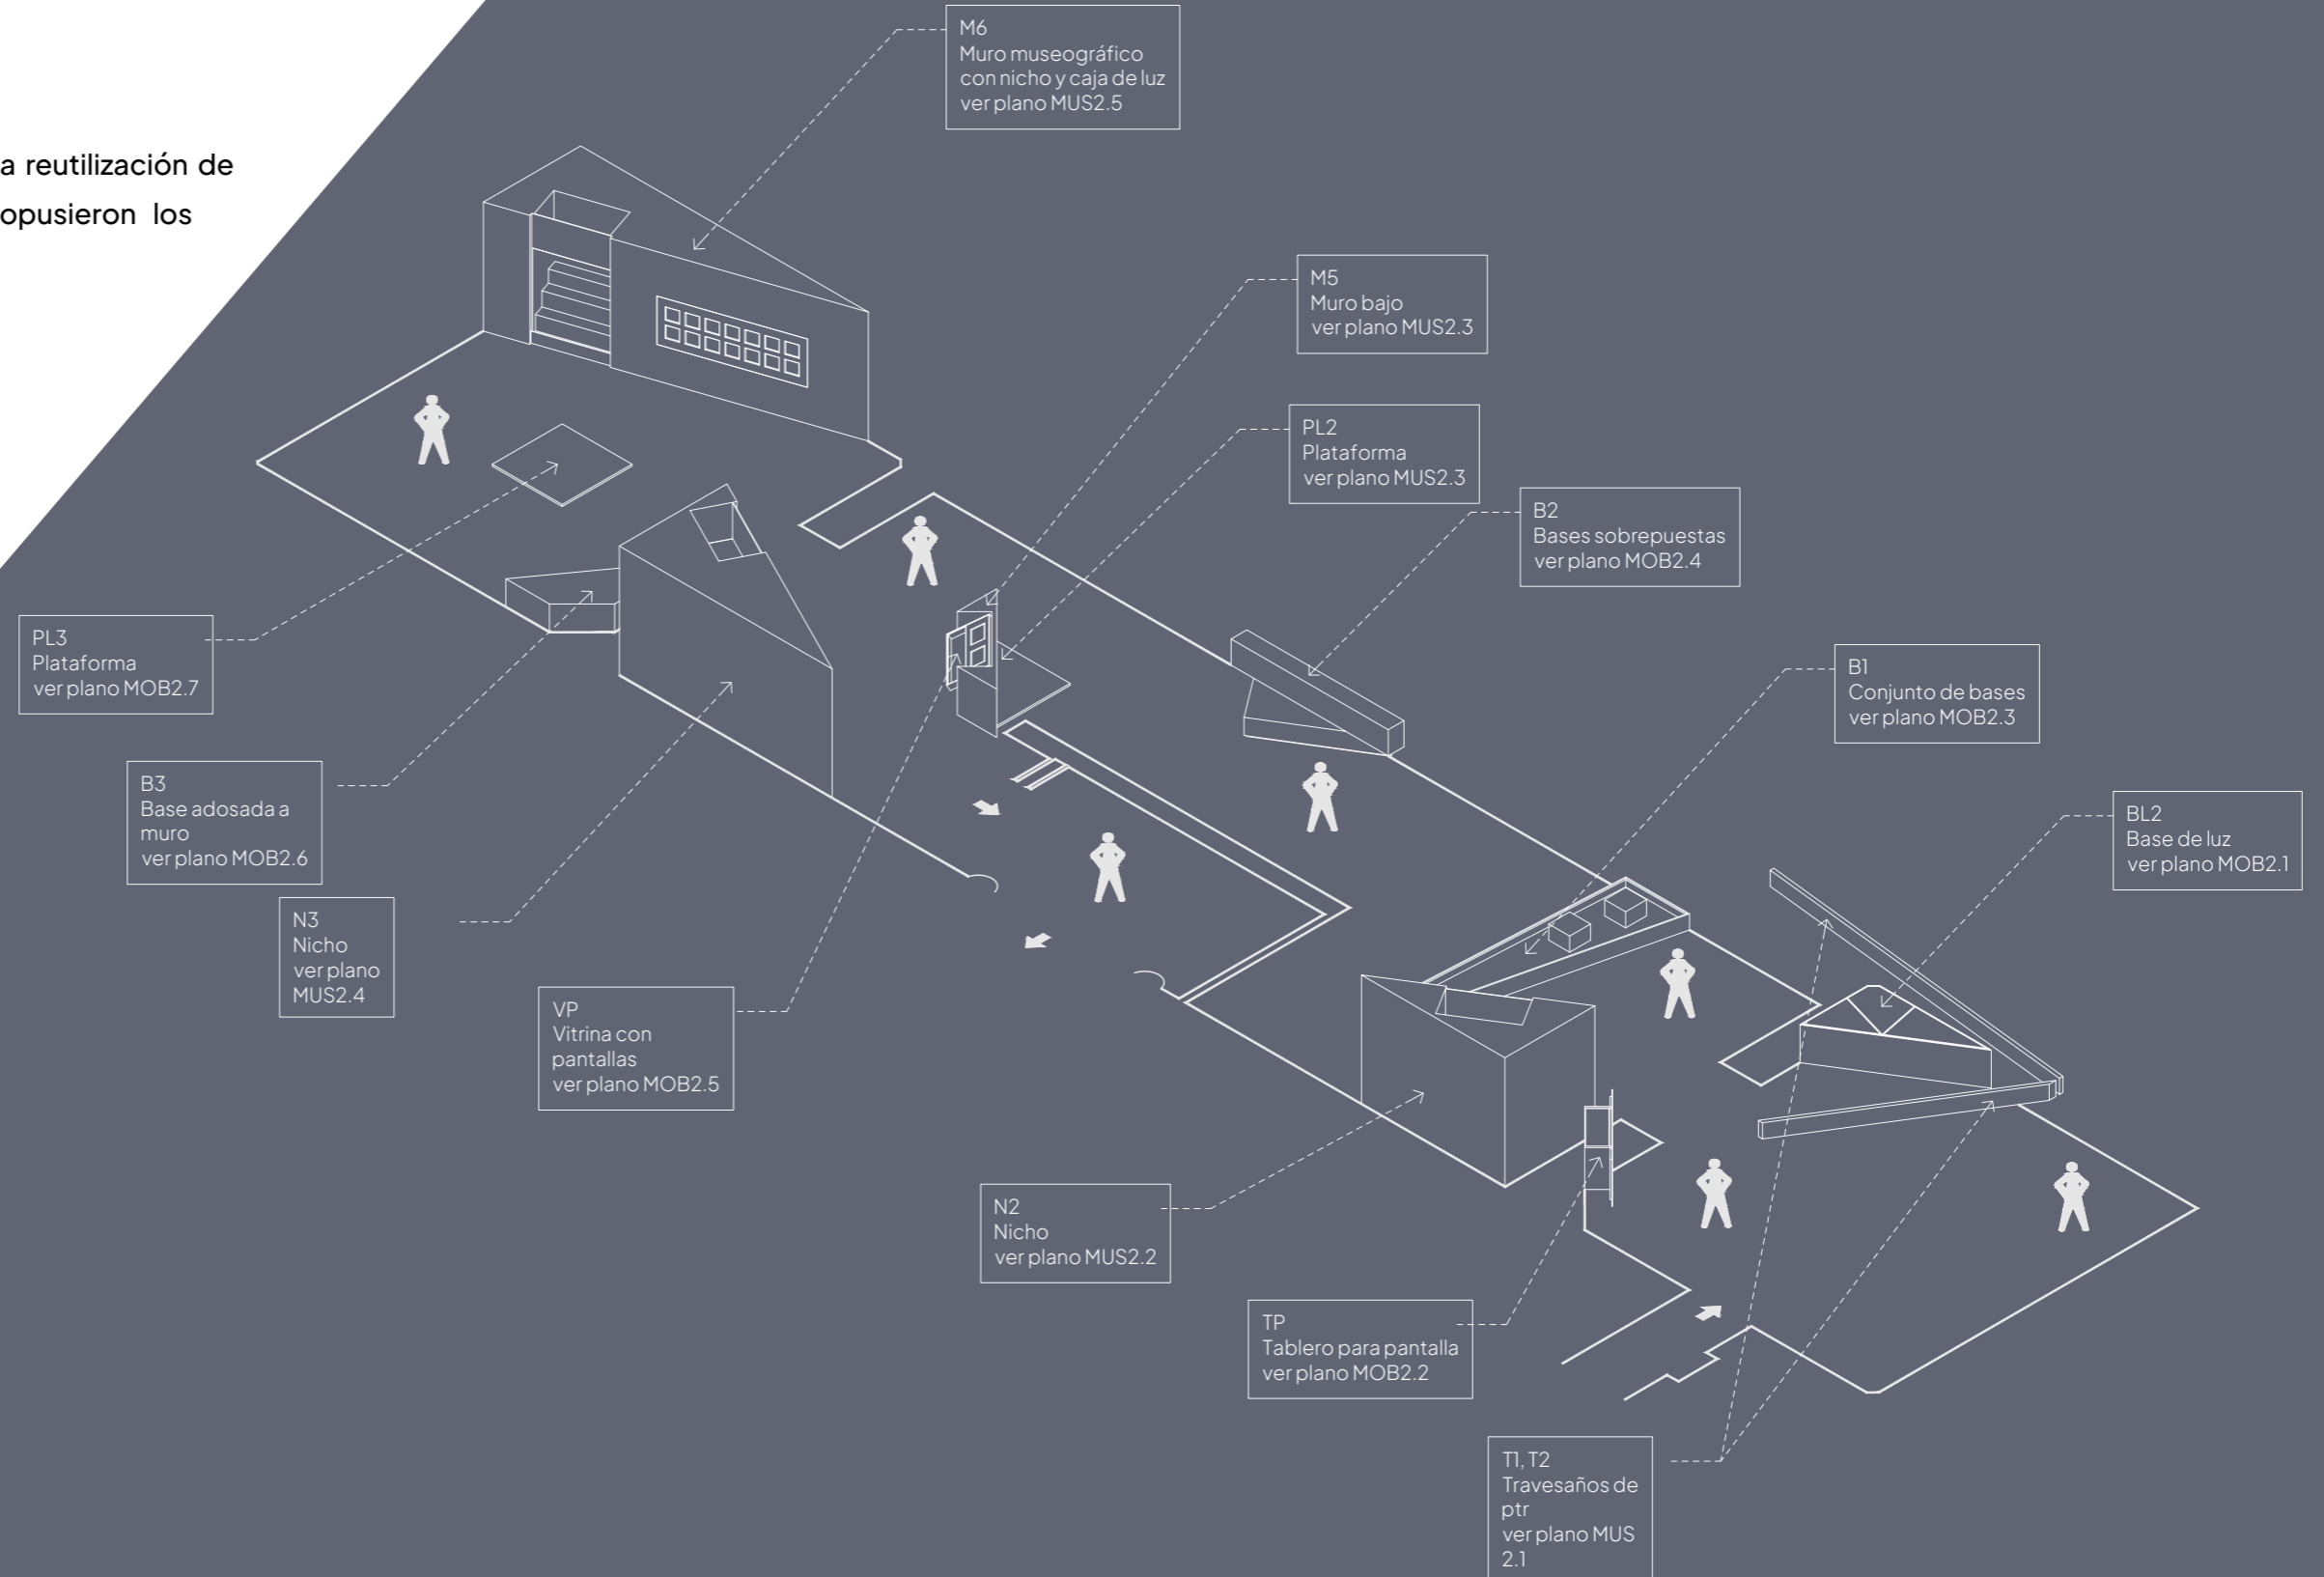 a reutilización de
opusieron los
M6
Muro museográfico
con nicho y caja de luz
ver plano MUS2.5
M5
Muro bajo
ver plano MUS2.3
PL2
Plataforma
ver plano MUS2.3
B2
Bases sobrepuestas
ver plano MOB2.4
PL3
Plataforma
ver plano MOB2.7
B1
Conjunto de bases
ver plano MOB2.3
B3
Base adosada a
muro
ver plano MOB2.6
BL2
Base de luz
ver plano MOB2.1
N3
Nicho
ver plano
MUS2.4
VP
Vitrina con
pantallas
ver plano MOB2.5
N2
Nicho
ver plano MUS2.2
TP
Tablero para pantalla
ver plano MOB2.2
T1, T2
Travesaños de
ptr
ver plano MUS
2.1